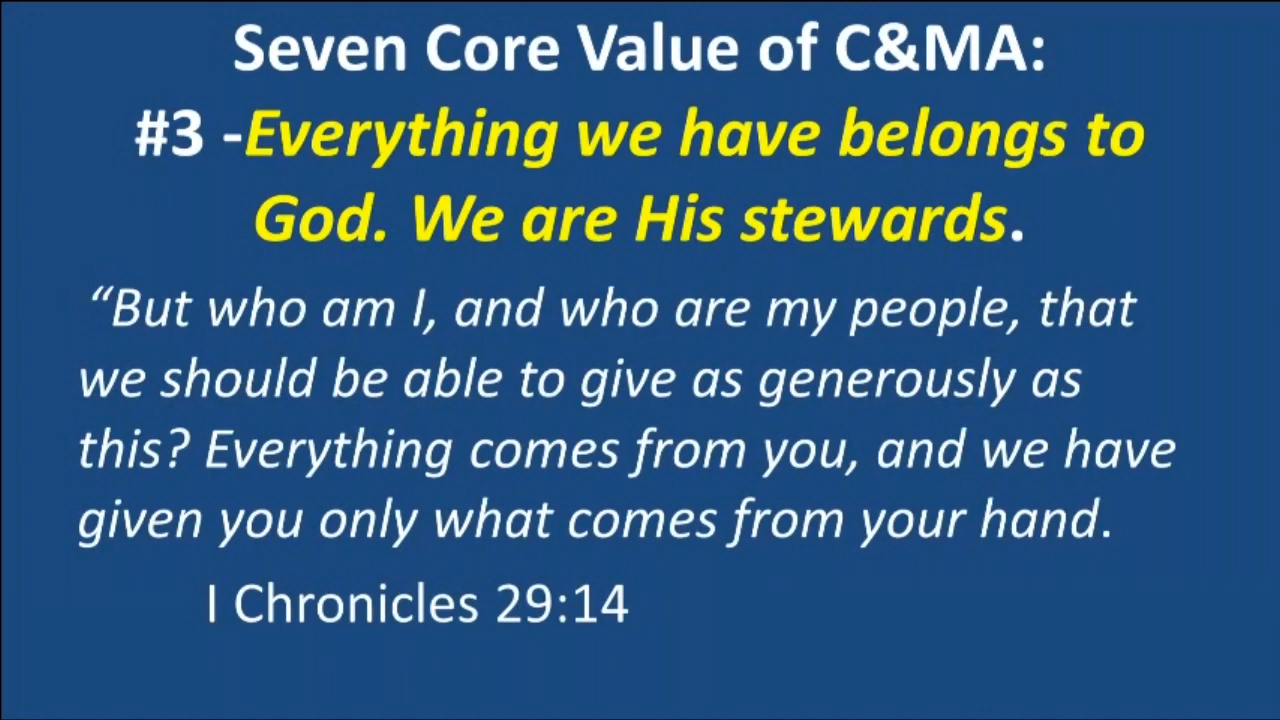 Seven Core Value of C&MA:
#3 -Everything we have belongs to
God. We are His stewards.
“But who am I, and who are my people, that
we should be able to give as generously as
this? Everything comes from you, and we have
given you only what comes from your hand.
I Chronicles 29:14